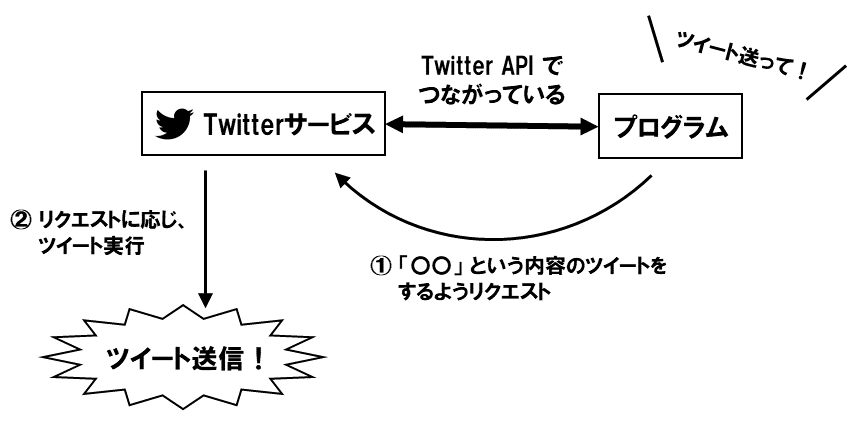 ツイート送って!
Twitter API で
つながっている
Twitterサービス
プログラム
② リクエストに応じ、
ツイート実行
①「○○」という内容のツイートを
するようリクエスト
ツイート送信!